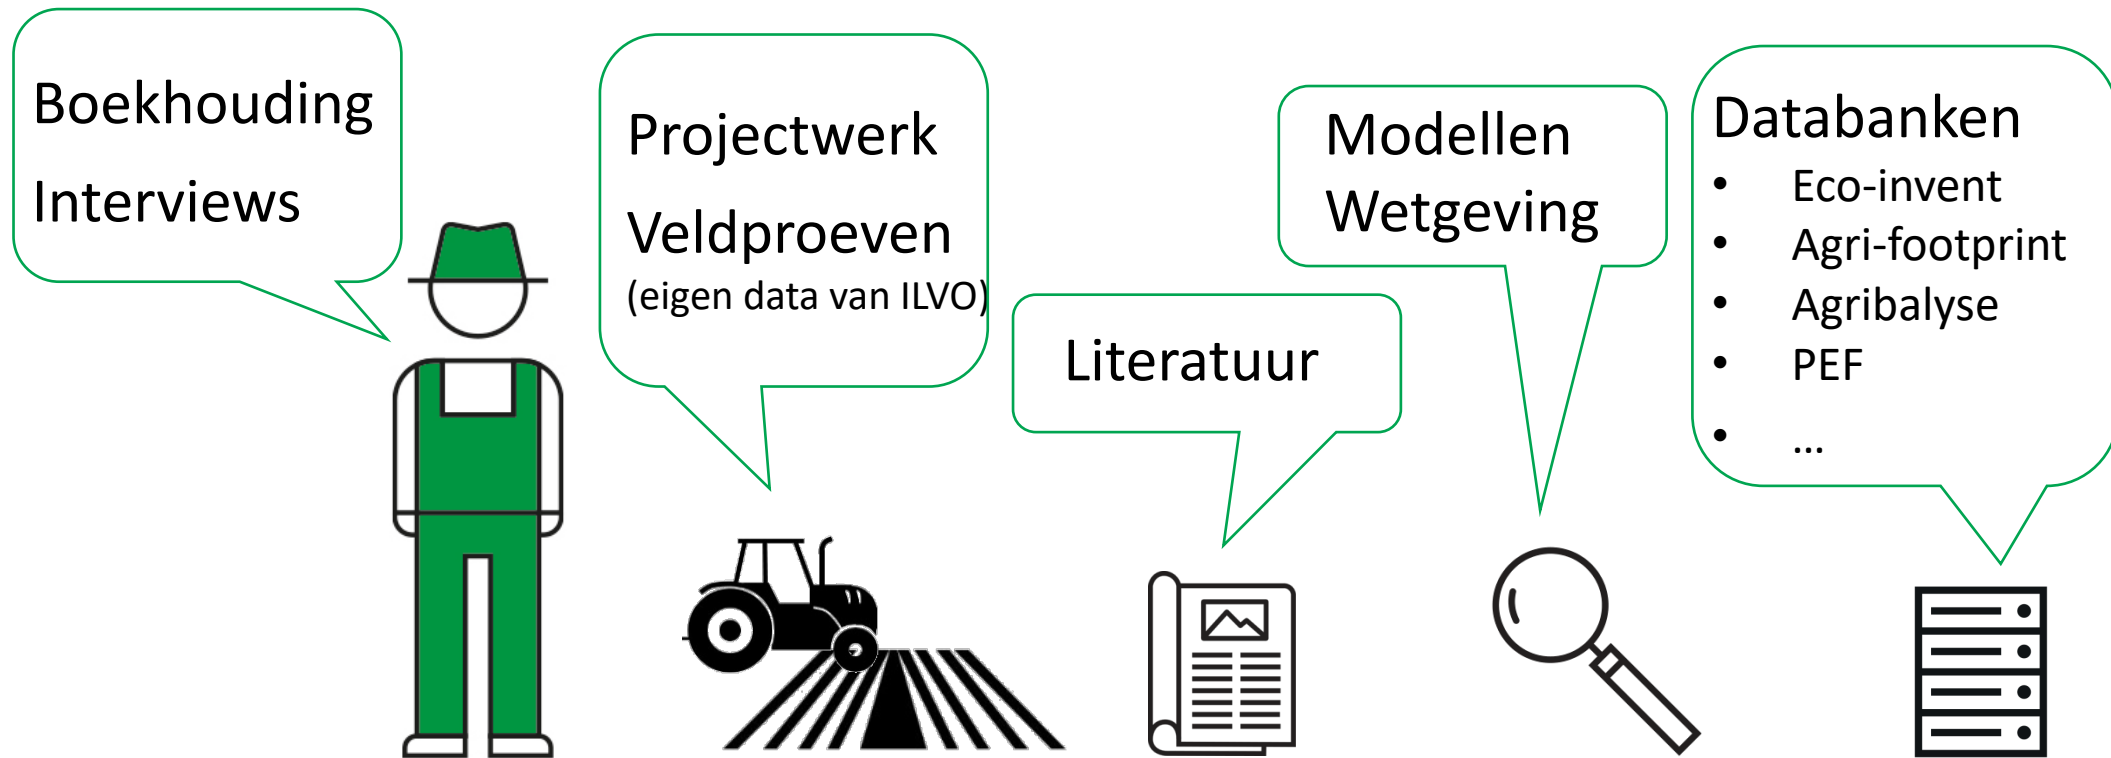 Boekhouding
Interviews
Projectwerk
Veldproeven
(eigen data van ILVO)
Literatuur
Modellen
Wetgeving
Databanken
• Eco-invent
• Agri-footprint
• Agribalyse
• PEF
• ...